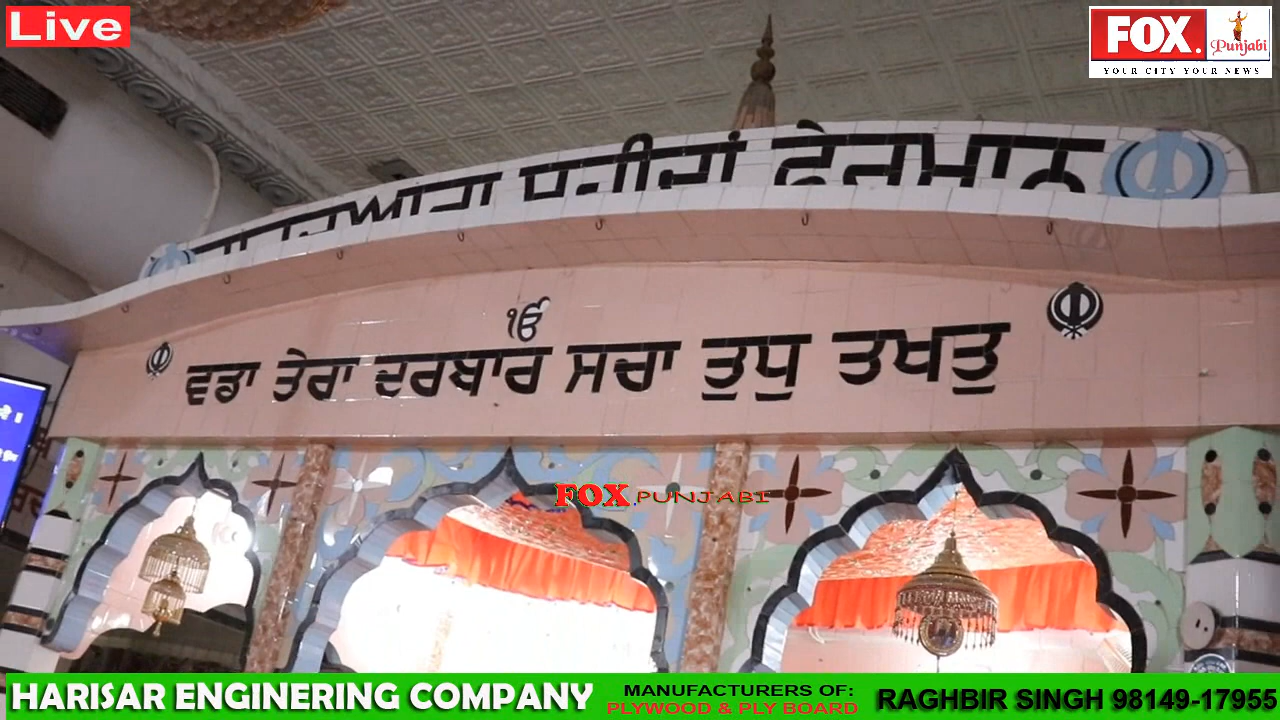 Live
FOX.
Punjabi
YOUR CITY YOUR NEWS
ੴ
ਵਡਾ ਤੇਰਾ ਦਰਬਾਰੁ ਸਚਾ ਤੁਧੁ ਤਖਤੁ
FOX PUNJABI
HARISAR ENGINERING COMPANY
MANUFACTURERS OF:
PLYWOOD & PLY BOARD
RAGHBIR SINGH 98149-17955